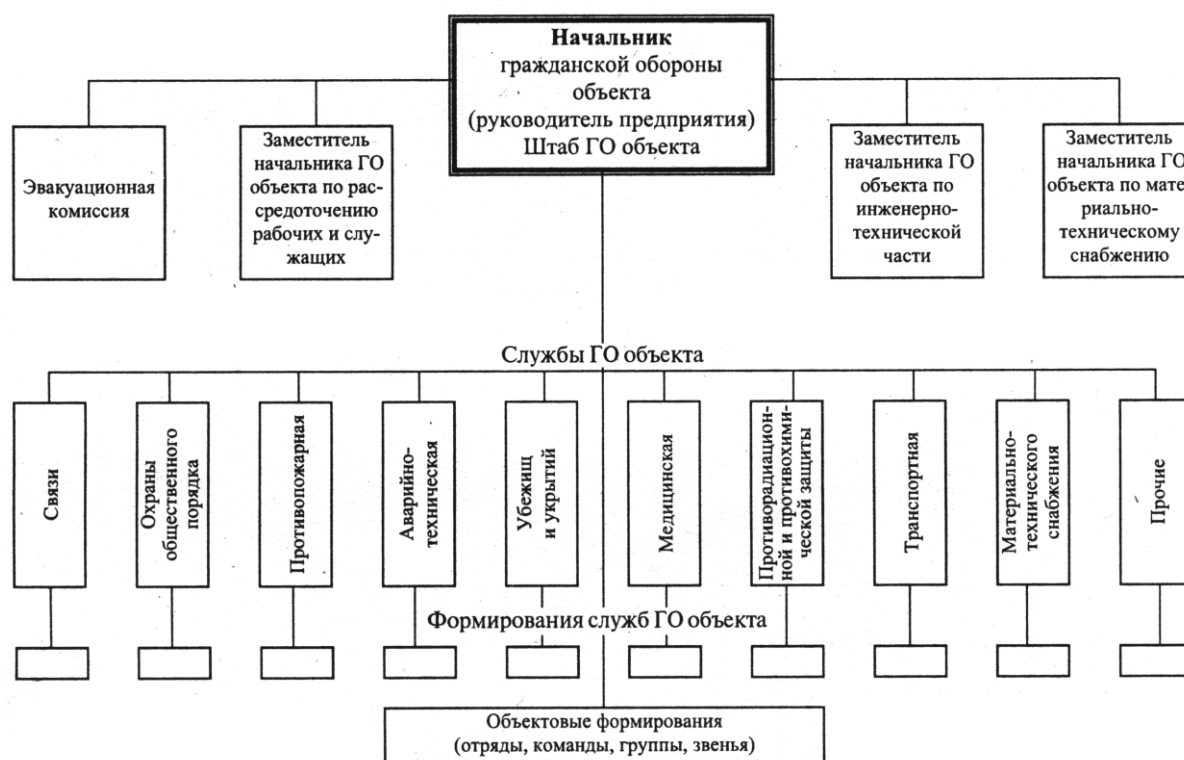 Начальник
гражданской обороны
объекта
(руководитель предприятия)
Штаб ГО объекта
Эвакуационная
комиссия
Заместитель
начальника ГО
объекта по рас-
средоточению
рабочих и слу-
жащих
Заместитель
начальника ГО
объекта по
инженерно-
технической
части
Заместитель
начальника ГО
объекта по мате
риально-
техническому
снабжению
Службы ГО объекта
Связи
Охраны
общественного
порядка
Противопожарная
Аварийно-
техническая
Убежищ
и укрытий
Медицинская
Противорадиацион-
ной и противохими-
ческой защиты
Транспортная
Материально-
технического
снабжения
Прочие
Формирования служб ГО объекта
Объектовые формирования
(отряды, команды, группы, звенья)